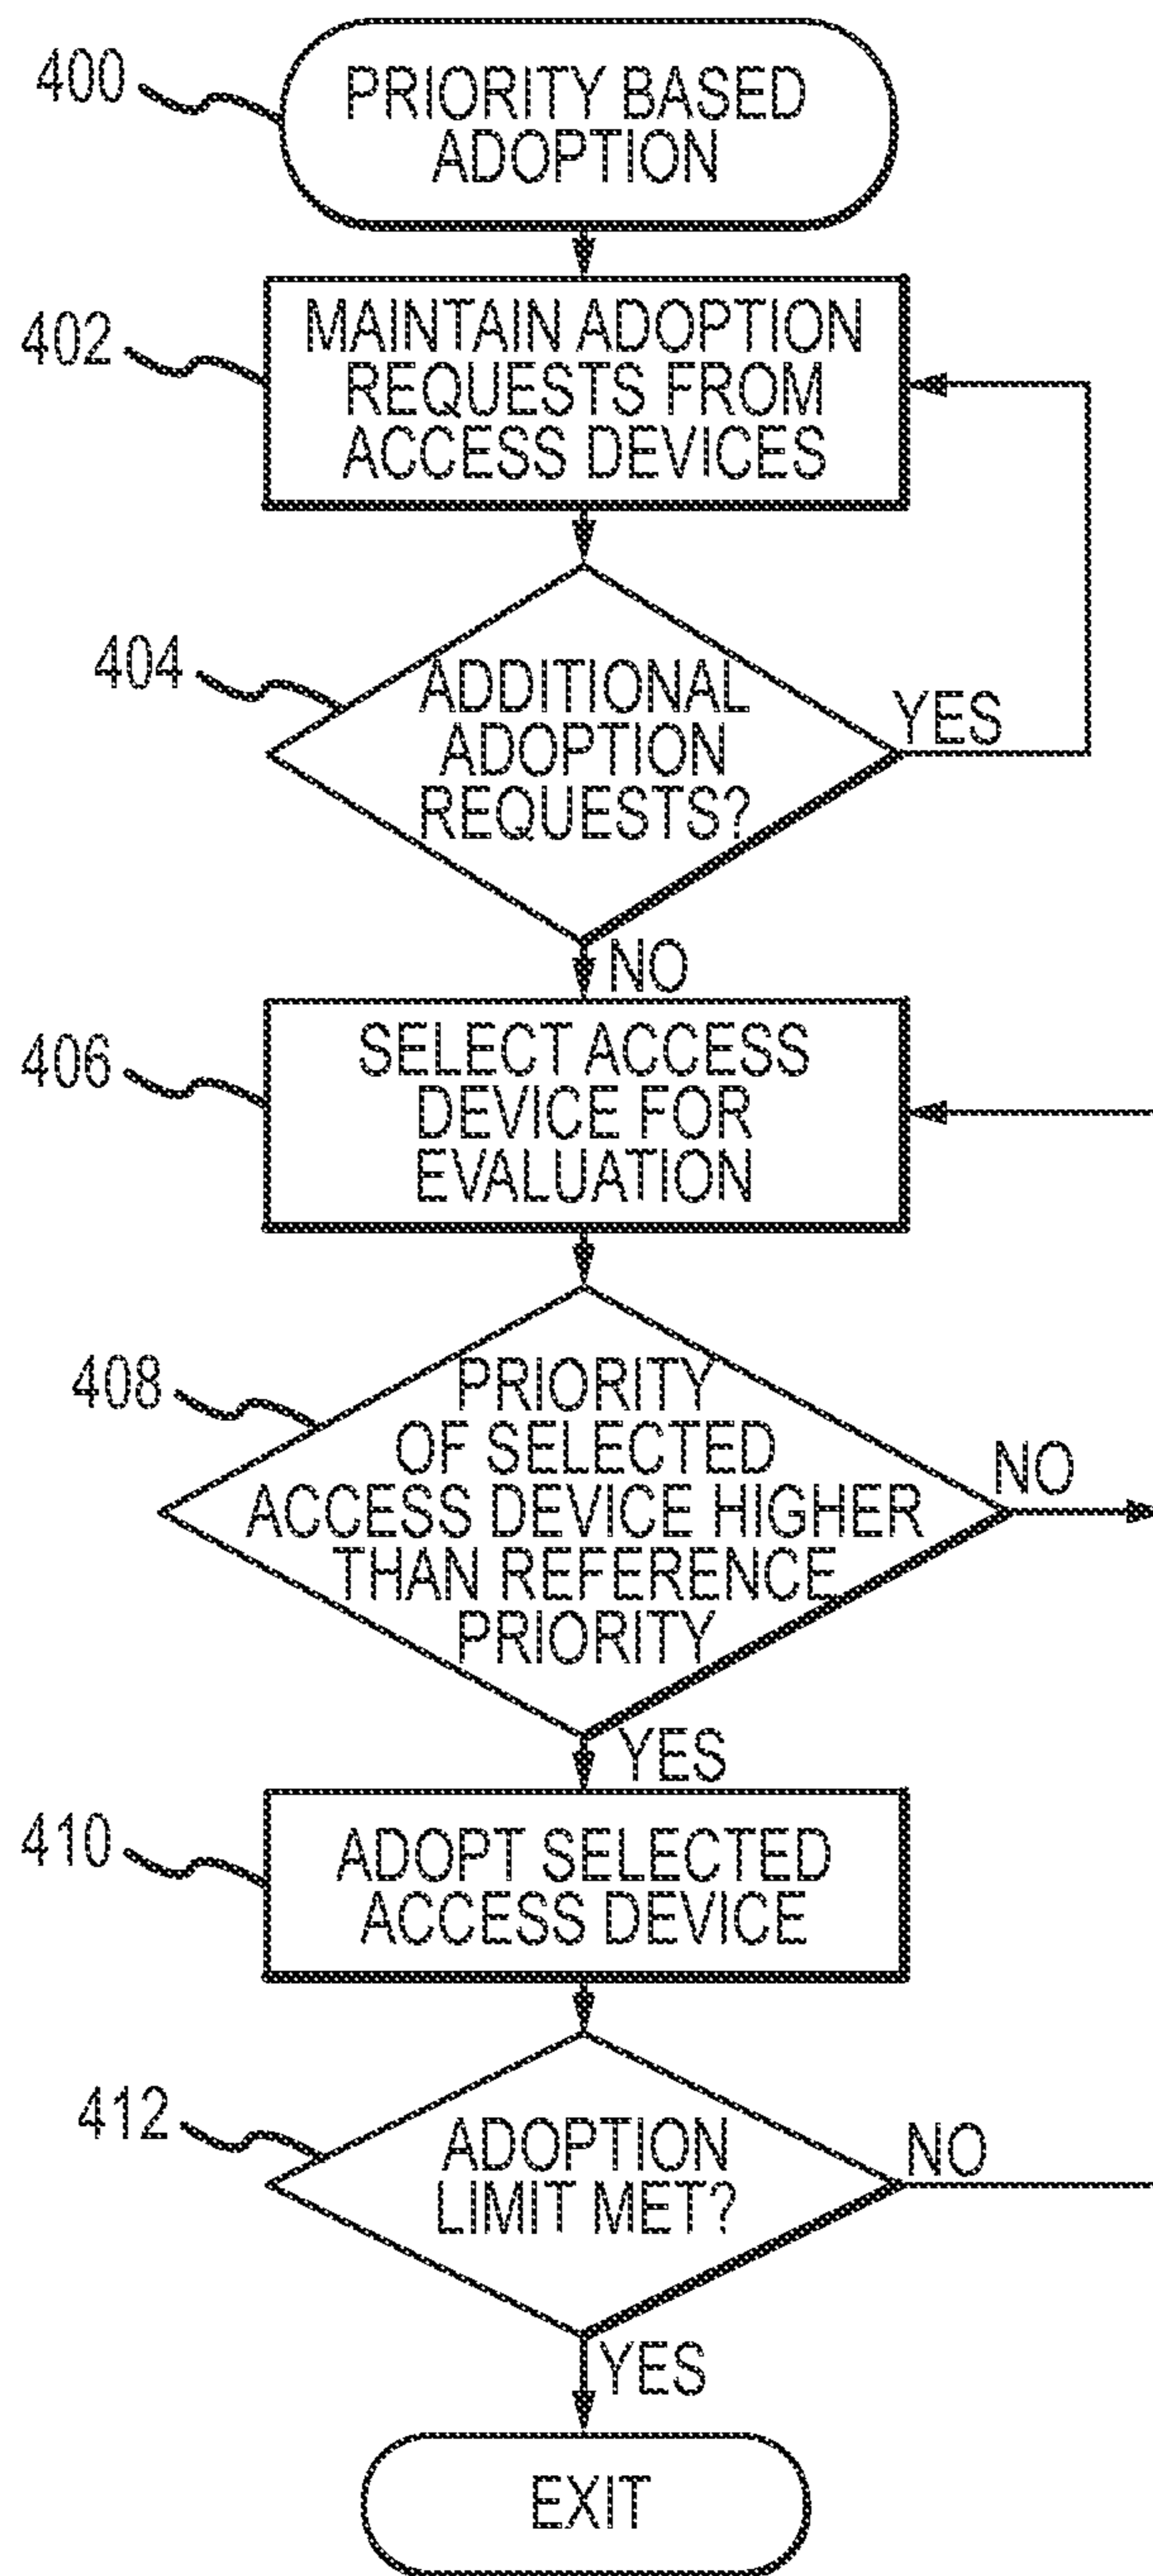 400
PRIORITY BASED
ADOPTION
402
MAINTAIN ADOPTION
REQUESTS FROM
ACCESS DEVICES
404
ADDITIONAL
ADOPTION
REQUESTS?
YES
NO
406
SELECT ACCESS
DEVICE FOR
EVALUATION
408
PRIORITY
OF SELECTED
ACCESS DEVICE HIGHER
THAN REFERENCE
PRIORITY
NO
YES
410
ADOPT SELECTED
ACCESS DEVICE
412
ADOPTION
LIMIT MET?
NO
YES
EXIT